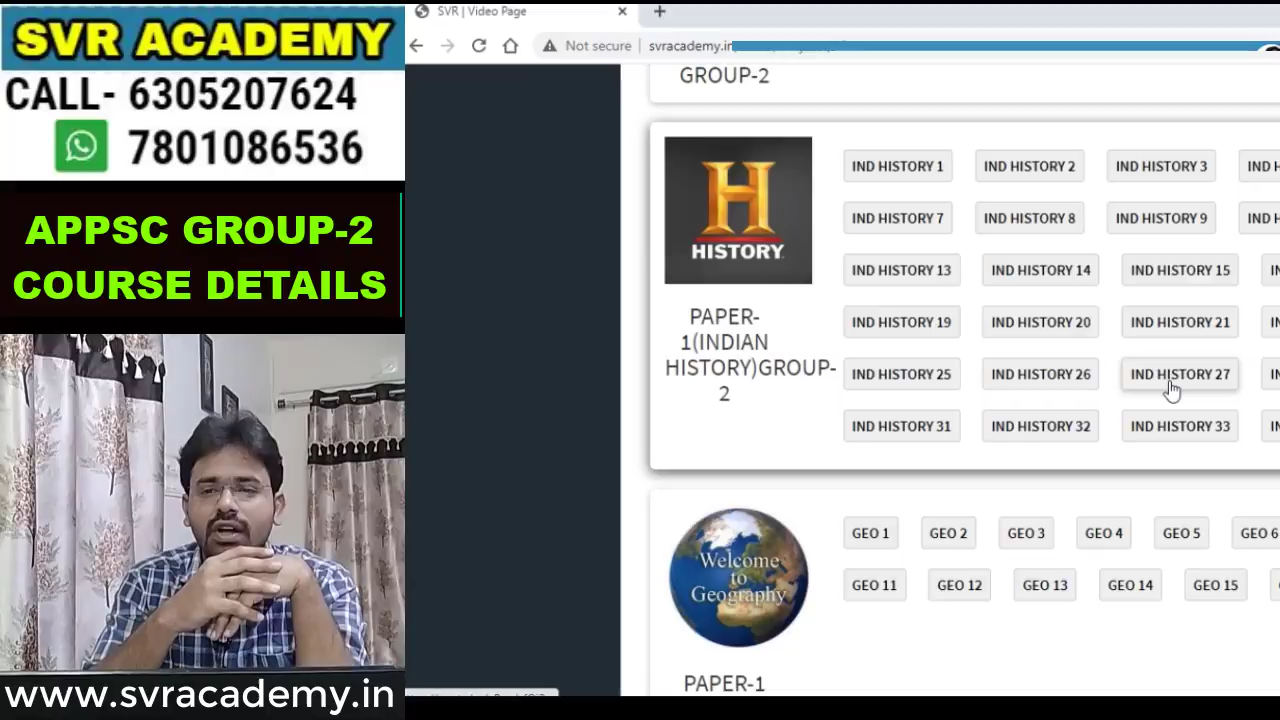 SVR ACADEMY
CALL- 6305207624
7801086536
APPSC GROUP-2
COURSE DETAILS
www.svracademy.in
SVR | Video Page
Not secure
svracademy.in
GROUP-2
H
HISTORY
PAPER-
1(INDIAN
HISTORY)GROUP-
2
IND HISTORY 1 IND HISTORY 2 IND HISTORY 3 IND
IND HISTORY 7 IND HISTORY 8 IND HISTORY 9 IND
IND HISTORY 13 IND HISTORY 14 IND HISTORY 15
IND HISTORY 19 IND HISTORY 20 IND HISTORY 21
IND HISTORY 25 IND HISTORY 26 IND HISTORY 27
IND HISTORY 31 IND HISTORY 32 IND HISTORY 33
Welcome
to
Geography
PAPER-1
GEO 1 GEO 2 GEO 3 GEO 4 GEO 5 GEO 6
GEO 11 GEO 12 GEO 13 GEO 14 GEO 15